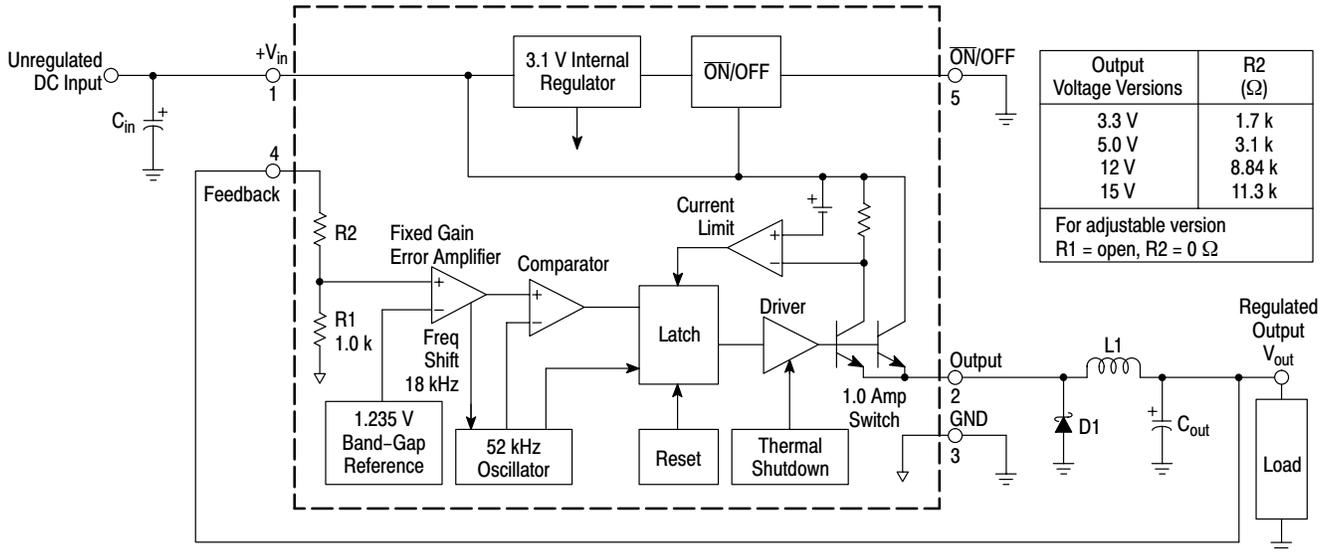 Unregulated
DC Input
+Vin
1
Cin
+
4
Feedback
3.1 V Internal
Regulator
O̅N̅/OFF
O̅N̅/OFF
5
Output
Voltage Versions
R2
(Ω)
3.3 V
1.7 k
5.0 V
3.1 k
12 V
8.84 k
15 V
11.3 k
For adjustable version
R1 = open, R2 = 0 Ω
Current
Limit
+
+
–
R2
Fixed Gain
Error Amplifier
+
–
Comparator
+
–
R1
1.0 k
Freq
Shift
18 kHz
Latch
Driver
1.0 Amp
Switch
1.235 V
Band–Gap
Reference
52 kHz
Oscillator
Reset
Thermal
Shutdown
Output
2
GND
3
L1
D1
+
Cout
Regulated
Output
Vout
Load